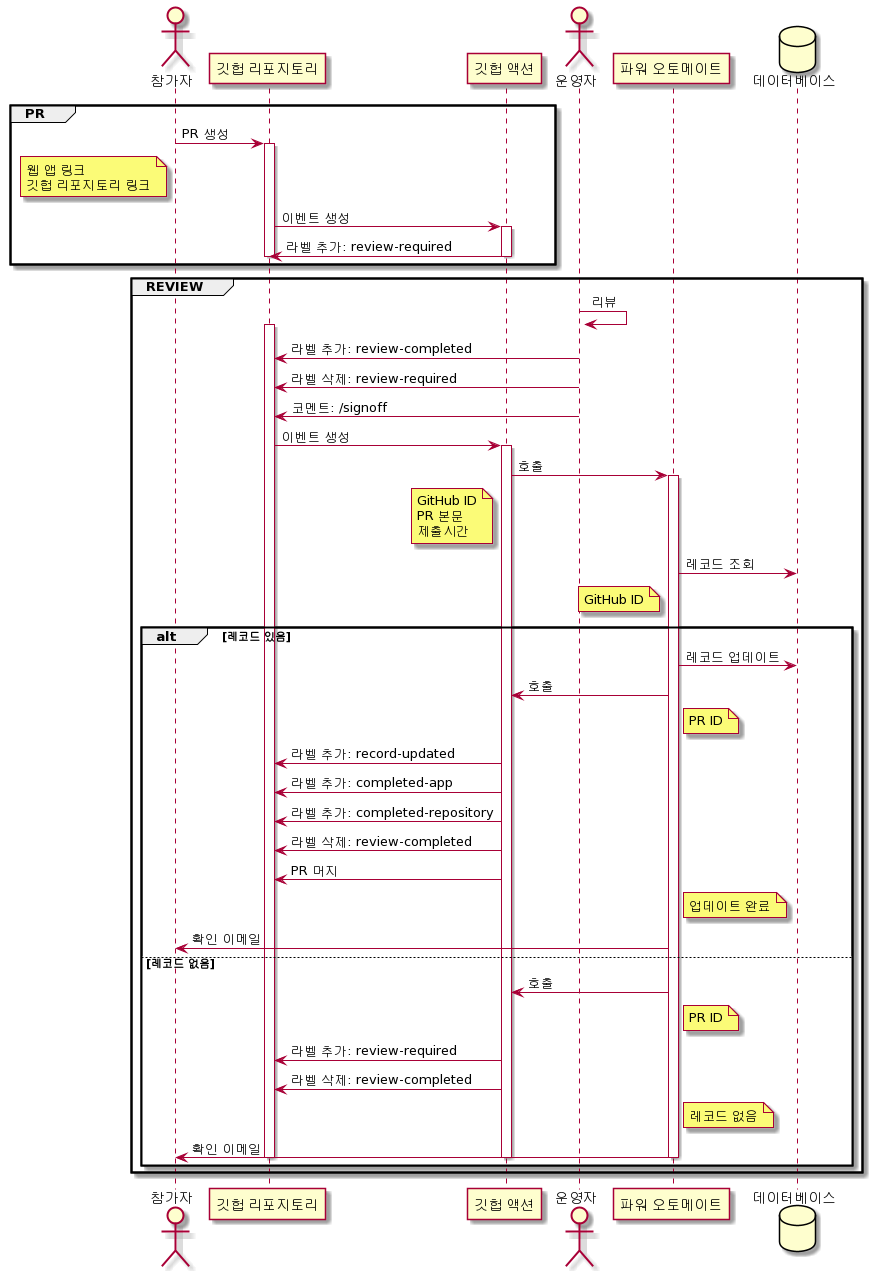 참가자
깃헙 리포지토리
깃헙 액션
운영자
파워 오토메이트
데이터베이스
PR
PR 생성
웹 앱 링크
깃헙 리포지토리 링크
이벤트 생성
라벨 추가: review-required
REVIEW
리뷰
라벨 추가: review-completed
라벨 삭제: review-required
코멘트: /signoff
이벤트 생성
호출
GitHub ID
PR 본문
제출시간
레코드 조회
GitHub ID
alt [레코드 있음]
레코드 업데이트
호출
PR ID
라벨 추가: record-updated
라벨 추가: completed-app
라벨 추가: completed-repository
라벨 삭제: review-completed
PR 머지
업데이트 완료
확인 이메일
[레코드 없음]
호출
PR ID
라벨 추가: review-required
라벨 삭제: review-completed
레코드 없음
확인 이메일
참가자
깃헙 리포지토리
깃헙 액션
운영자
파워 오토메이트
데이터베이스